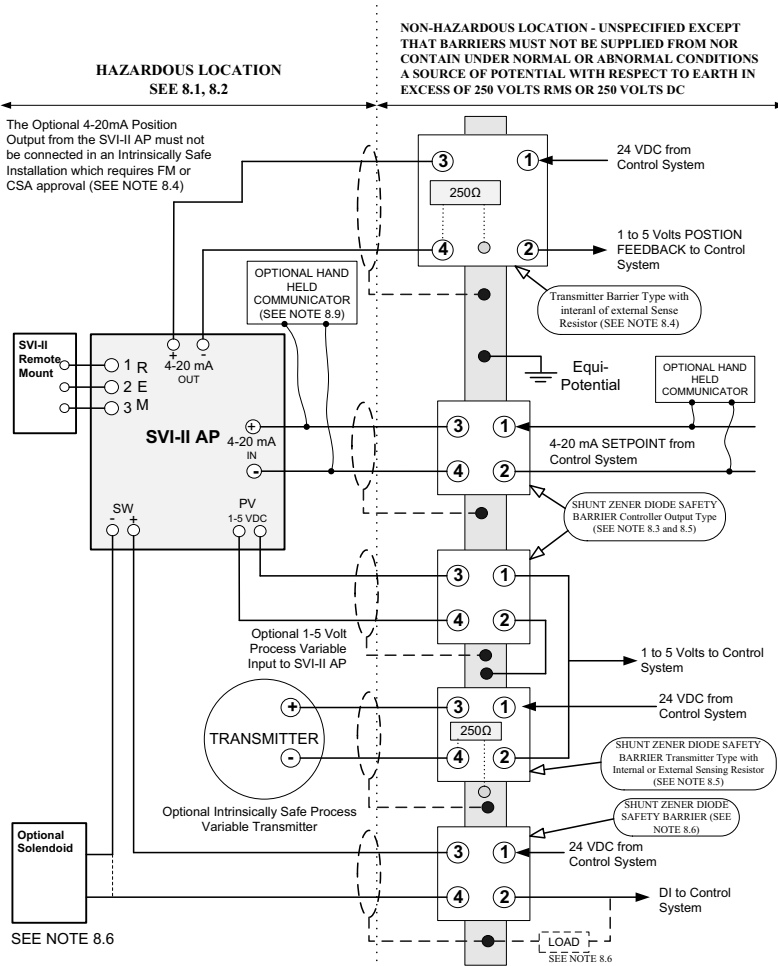 HAZARDOUS LOCATION
SEE 8.1, 8.2
NON-HAZARDOUS LOCATION - UNSPECIFIED EXCEPT
THAT BARRIERS MUST NOT BE SUPPLIED FROM NOR
CONTAIN UNDER NORMAL OR ABNORMAL CONDITIONS
A SOURCE OF POTENTIAL WITH RESPECT TO EARTH IN
EXCESS OF 250 VOLTS RMS OR 250 VOLTS DC
The Optional 4-20mA Position
Output from the SVI-II AP must not
be connected in an Intrinsically Safe
Installation which requires FM or
CSA approval (SEE NOTE 8.4)
3
1
24 VDC from
Control System
250Ω
4
2
1 to 5 Volts POSTION
FEEDBACK to Control
System
OPTIONAL HAND
HELD
COMMUNICATOR
(SEE NOTE 8.9)
Transmitter Barrier Type with
interanl of external Sense
Resistor (SEE NOTE 8.4)
SVI-II
Remote
Mount
1 R
2 E
3 M
+ -
4-20 mA
OUT
Equi-
Potential
OPTIONAL HAND
HELD
COMMUNICATOR
SVI-II AP
+
4-20 mA
IN
-
3
1
4
2
4-20 mA SETPOINT from
Control System
SW
- +
PV
1-5 VDC
SHUNT ZENER DIODE SAFETY
BARRIER Controller Output Type
(SEE NOTE 8.3 and 8.5)
3
1
4
2
Optional 1-5 Volt
Process Variable
Input to SVI-II AP
1 to 5 Volts to Control
System
+
TRANSMITTER
-
3
1
24 VDC from
Control System
250Ω
4
2
SHUNT ZENER DIODE SAFETY
BARRIER Transmitter Type with
Internal or External Sensing Resistor
(SEE NOTE 8.5)
Optional Intrinsically Safe Process
Variable Transmitter
SHUNT ZENER DIODE
SAFETY BARRIER (SEE
NOTE 8.6)
Optional
Solendoid
3
1
24 VDC from
Control System
4
2
DI to Control
System
SEE NOTE 8.6
LOAD
SEE NOTE 8.6